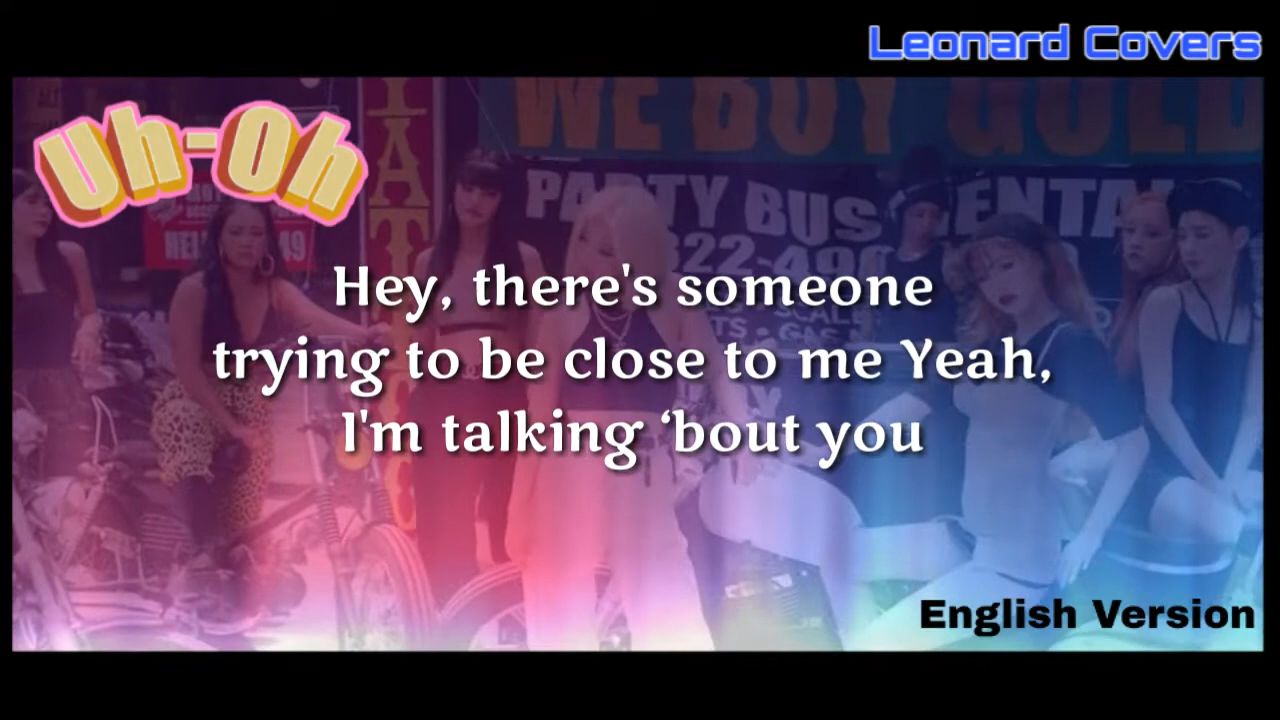 Leonard Covers
Uh-Oh
WE BUY GOLD
PARTY BUS RENTAL
Hey, there's someone
trying to be close to me Yeah,
I'm talking ‘bout you
English Version